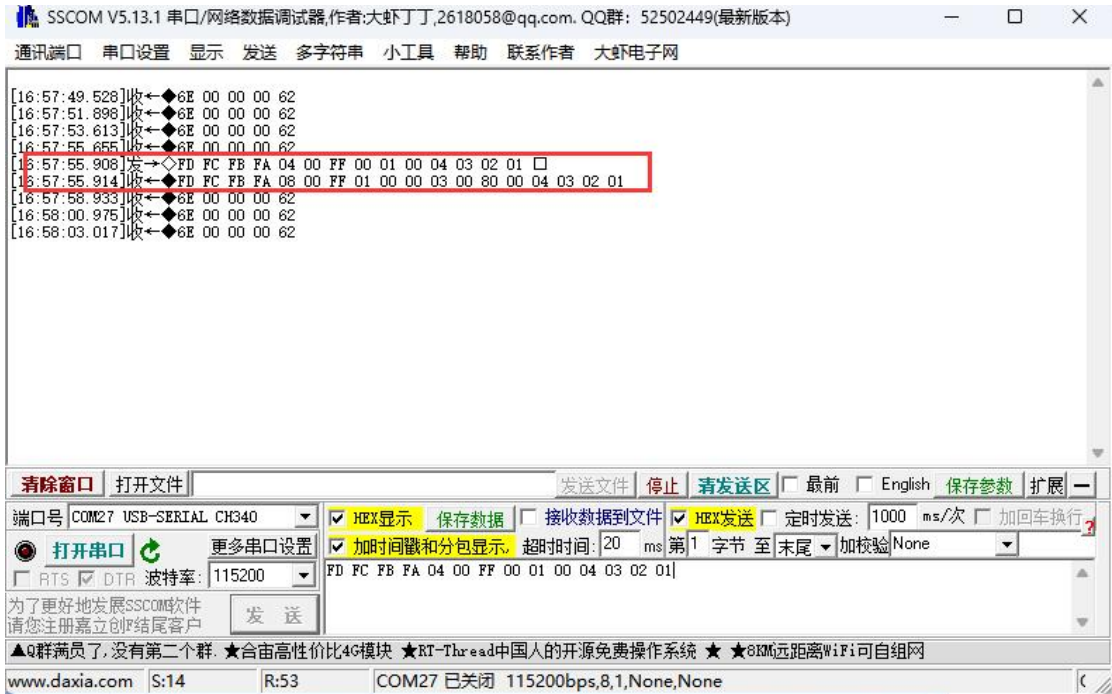 SSCOM V5.13.1 串口/网络数据调试器,作者:大虾丁丁,2618058@qq.com. QQ群: 52502449(最新版本)
通讯端口 串口设置 显示 发送 多字符串 小工具 帮助 联系作者 大虾电子网
[16:57:49.528]收←◆6E 00 00 00 62
[16:57:51.898]收←◆6E 00 00 00 62
[16:57:53.613]收←◆6E 00 00 00 62
[16:57:55.655]收←◆6E 00 00 00 62
[16:57:55.908]发→◇FD FC FB FA 04 00 FF 00 01 00 04 03 02 01 □
[16:57:55.914]收←◆FD FC FB FA 08 00 FF 01 00 00 03 00 80 00 04 03 02 01
[16:57:58.933]收←◆6E 00 00 00 62
[16:58:00.975]收←◆6E 00 00 00 62
[16:58:03.017]收←◆6E 00 00 00 62
清除窗口 打开文件 发送文件 停止 清发送区 最前 English 保存参数 扩展 —
端口号 COM27 USB-SERIAL CH340 HEX显示 保存数据 接收数据到文件 HEX发送 定时发送: 1000 ms/次 加回车换行 ?
打开串口 更多串口设置 加时间戳和分包显示, 超时时间: 20 ms 第 1 字节 至 末尾 加校验 None
RTS DTR 波特率: 115200 FD FC FB FA 04 00 FF 00 01 00 04 03 02 01
为了更好地发展SSCOM软件
请您注册嘉立创F结尾客户
发 送
▲Q群满员了,没有第二个群. ★合宙高性价比4G模块 ★RT-Thread中国人的开源免费操作系统 ★ ★8KM远距离WiFi可自组网
www.daxia.com S:14 R:53 COM27 已关闭 115200bps,8,1,None,None